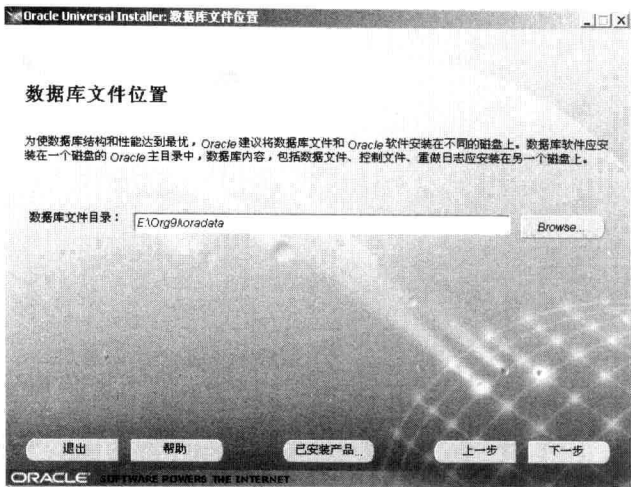 Oracle Universal Installer: 数据库文件位置
数据库文件位置
为使数据库结构和性能达到最忧，Oracle 建议将数据库文件和 Oracle 软件安装在不同的磁盘上。数据库软件应安
装在一个磁盘的 Oracle 主目录中，数据库内容，包括数据文件、控制文件、重做日志应安装在另一个磁盘上。
数据库文件目录： E:\Org9i\oradata Browse...
退出 帮助 已安装产品... 上一步 下一步
ORACLE SOFTWARE POWERS THE INTERNET